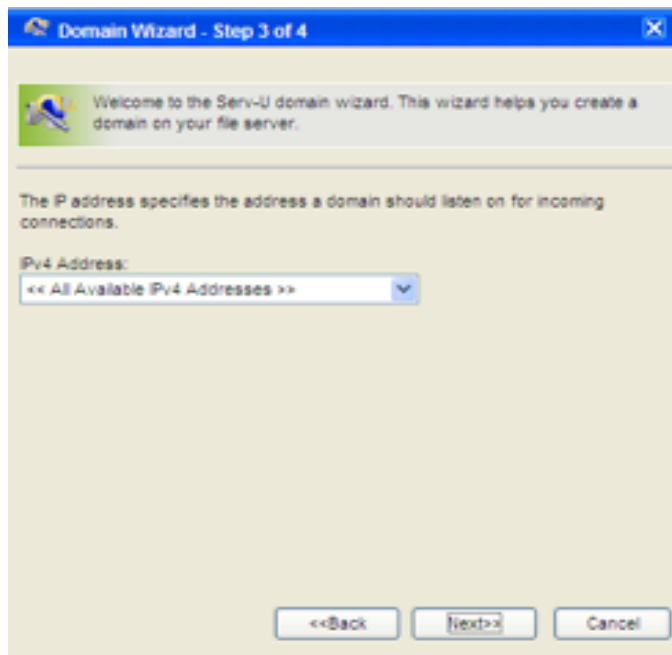 Domain Wizard - Step 3 of 4
Welcome to the Serv-U domain wizard. This wizard helps you create a
domain on your file server.
The IP address specifies the address a domain should listen on for incoming
connections.
IPv4 Address:
<< All Available IPv4 Addresses >>
<<Back
Next>>
Cancel